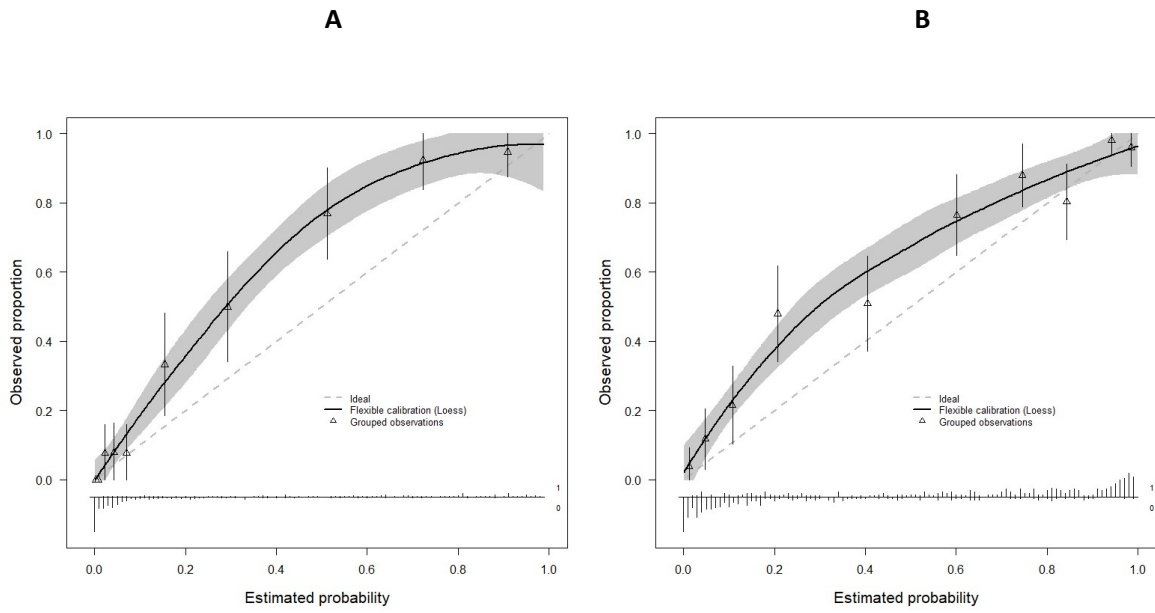 A
B
1.0
0.8
0.6
0.4
0.2
0.0
Observed proportion
Ideal
Flexible calibration (Loess)
Grouped observations
1
0
0.0 0.2 0.4 0.6 0.8 1.0
Estimated probability
1.0
0.8
0.6
0.4
0.2
0.0
Observed proportion
Ideal
Flexible calibration (Loess)
Grouped observations
1
0
0.0 0.2 0.4 0.6 0.8 1.0
Estimated probability